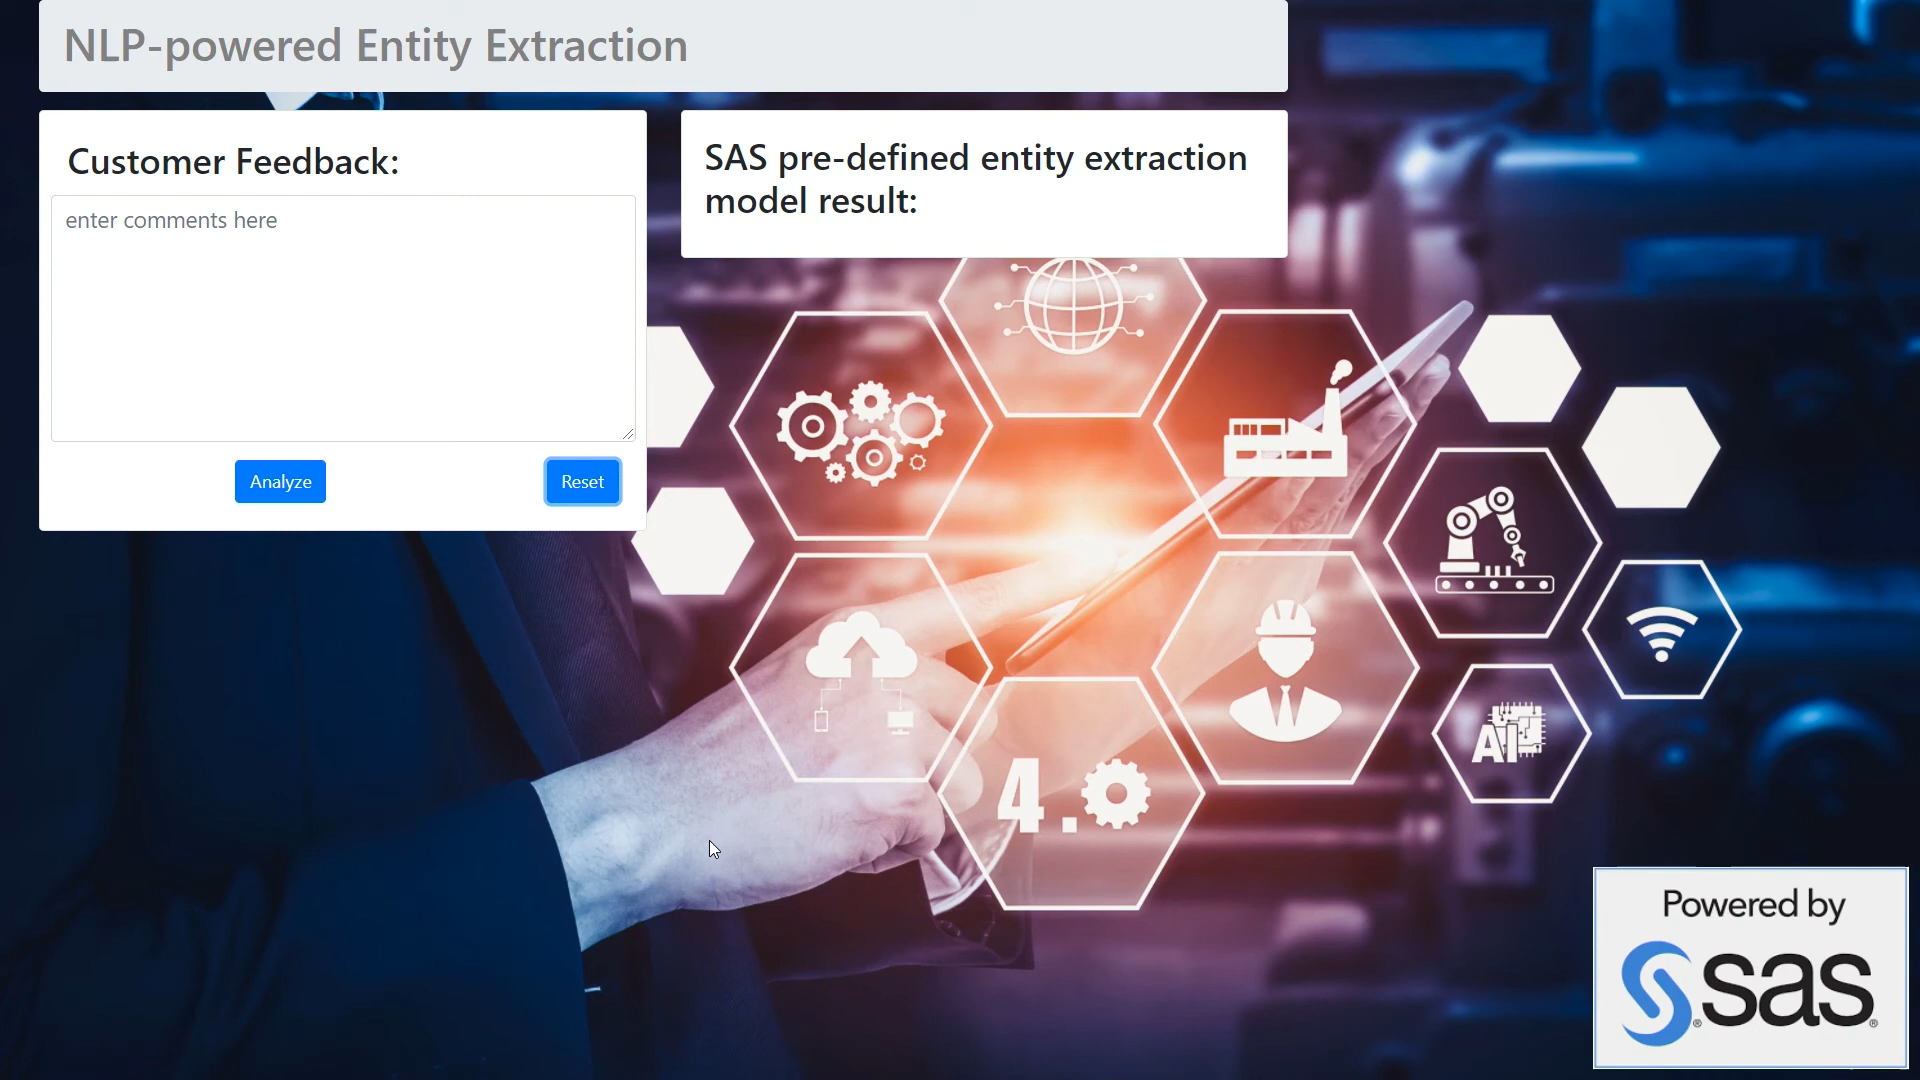 NLP-powered Entity Extraction
Customer Feedback:
enter comments here
Analyze
Reset
SAS pre-defined entity extraction
model result:
AI
4.
Powered by
sas